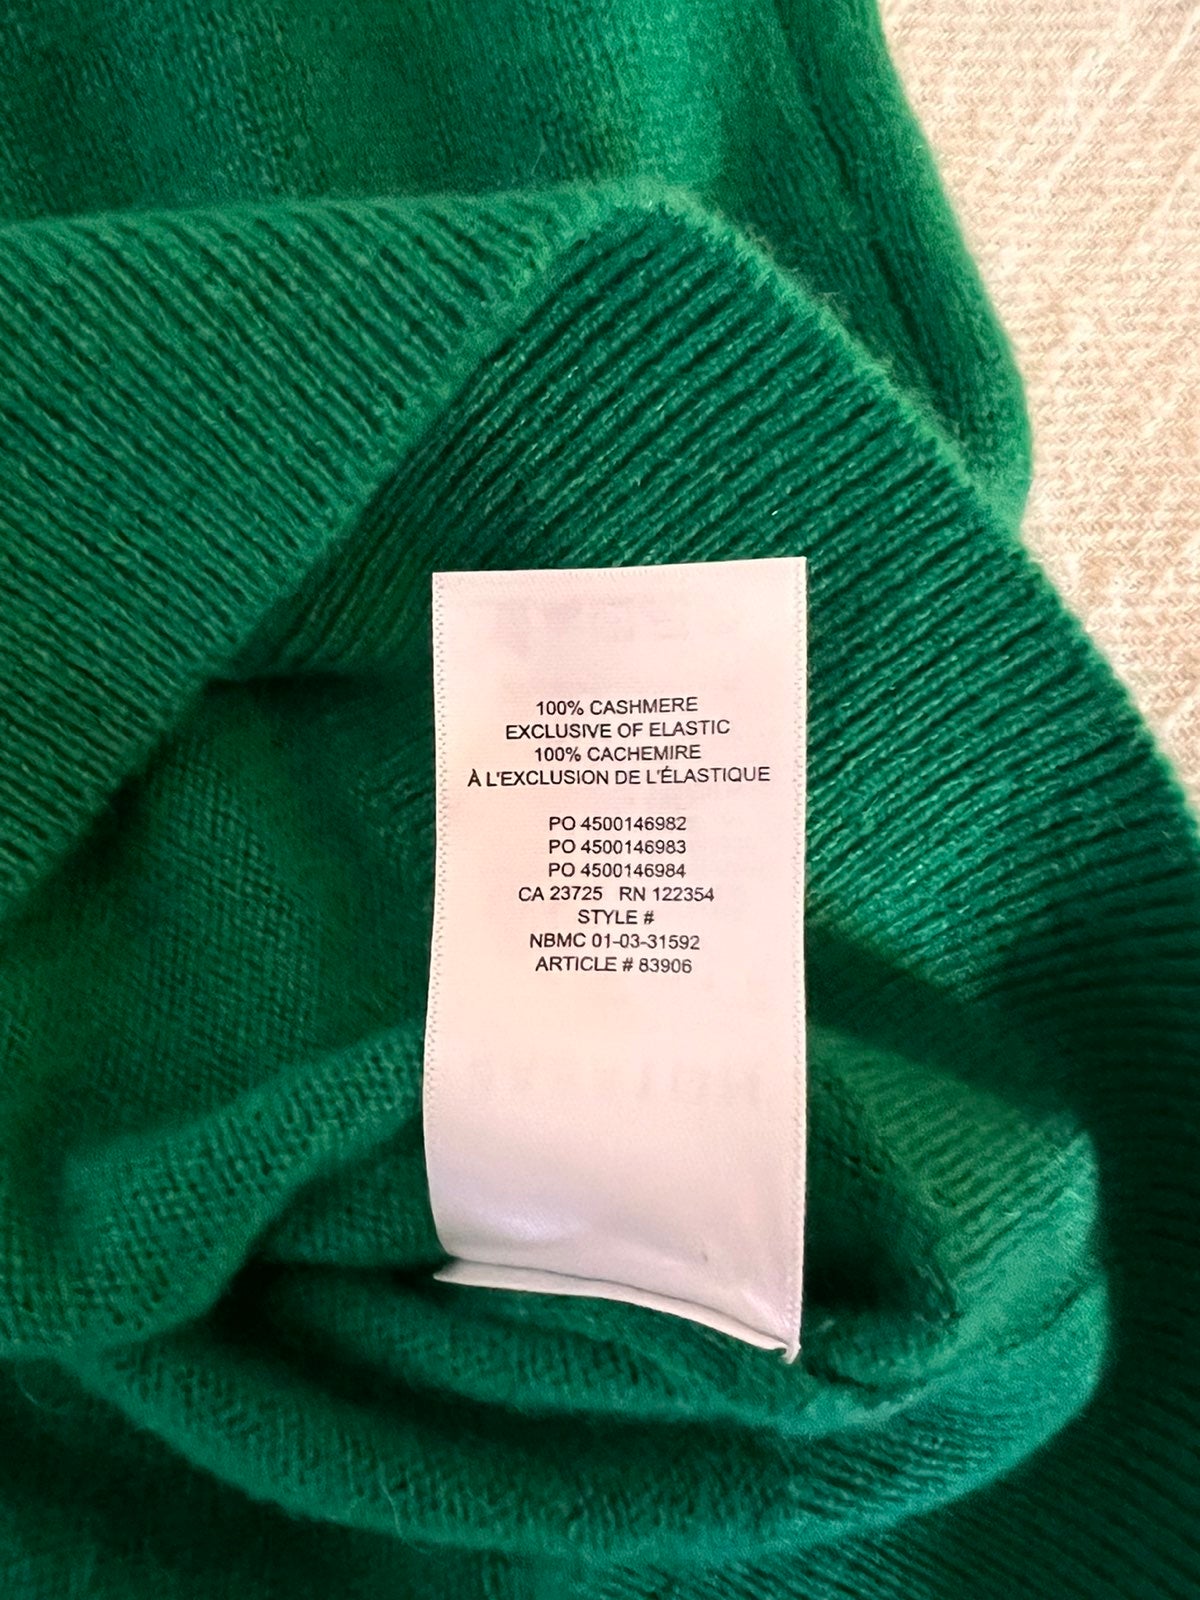 100% CASHMERE
EXCLUSIVE OF ELASTIC
100% CACHEMIRE
À L'EXCLUSION DE L'ÉLASTIQUE
PO 4500146982
PO 4500146983
PO 4500146984
CA 23725 RN 122354
STYLE #
NBMC 01-03-31592
ARTICLE # 83906